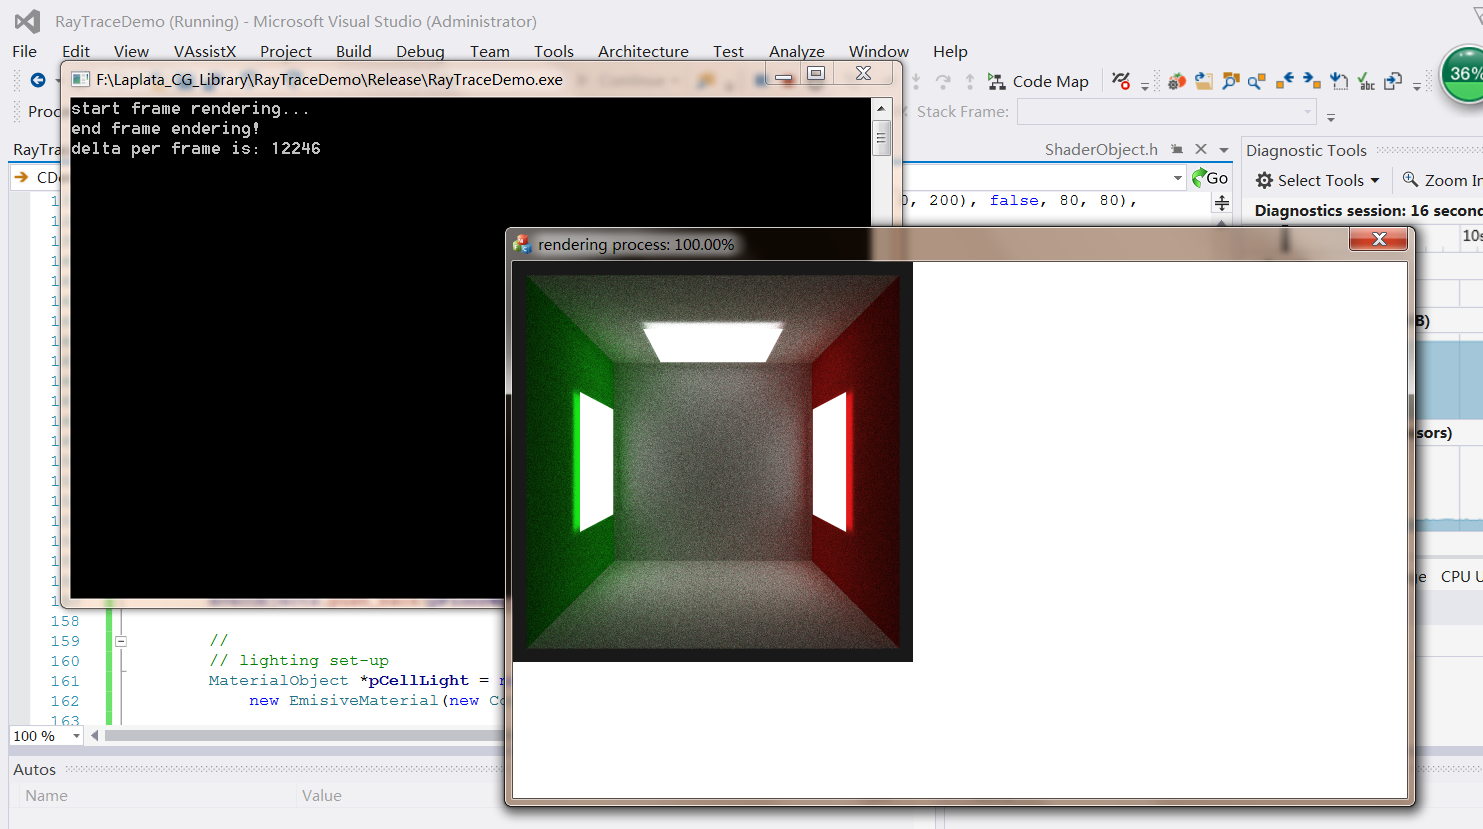 RayTraceDemo (Running) - Microsoft Visual Studio (Administrator)
File Edit View VAssistX Project Build Debug Team Tools Architecture Test Analyze Window Help
F:\Laplata_CG_Library\RayTraceDemo\Release\RayTraceDemo.exe
Code Map
36%
start frame rendering...
end frame endering!
delta per frame is: 12246
Stack Frame:
ShaderObject.h
Diagnostic Tools
Go
Select Tools
Zoom In
0, 200), false, 80, 80),
Diagnostics session: 16 second
10s
rendering process: 100.00%
B)
sors)
CPU U
158
159 //
160 // lighting set-up
161 MaterialObject *pCellLight =
162 new EmisiveMaterial(new Co
163
100 %
Autos
Name Value